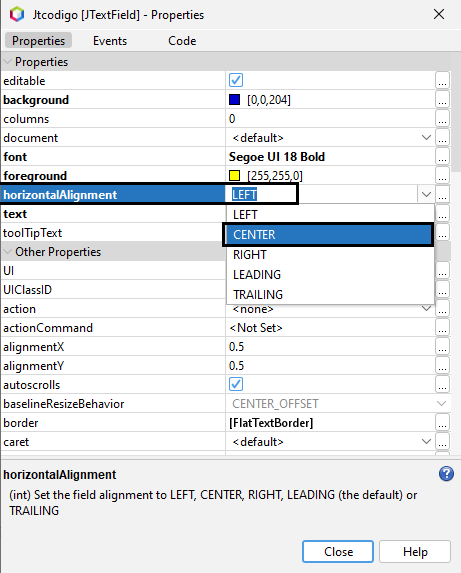 Jtcodigo [JTextField] - Properties
Properties Events Code
Properties
editable ...
background [0,0,204] ...
columns 0 ...
document <default> ...
font Segoe UI 18 Bold ...
foreground [255,255,0] ...
horizontalAlignment LEFT ...
text LEFT ...
toolTipText CENTER ...
Other Properties RIGHT
UI LEADING ...
UIClassID TRAILING ...
action <none> ...
actionCommand <Not Set> ...
alignmentX 0.5 ...
alignmentY 0.5 ...
autoscrolls ...
baselineResizeBehavior CENTER_OFFSET ...
border [FlatTextBorder] ...
caret <default> ...
horizontalAlignment ?
(int) Set the field alignment to LEFT, CENTER, RIGHT, LEADING (the default) or
TRAILING
Close Help